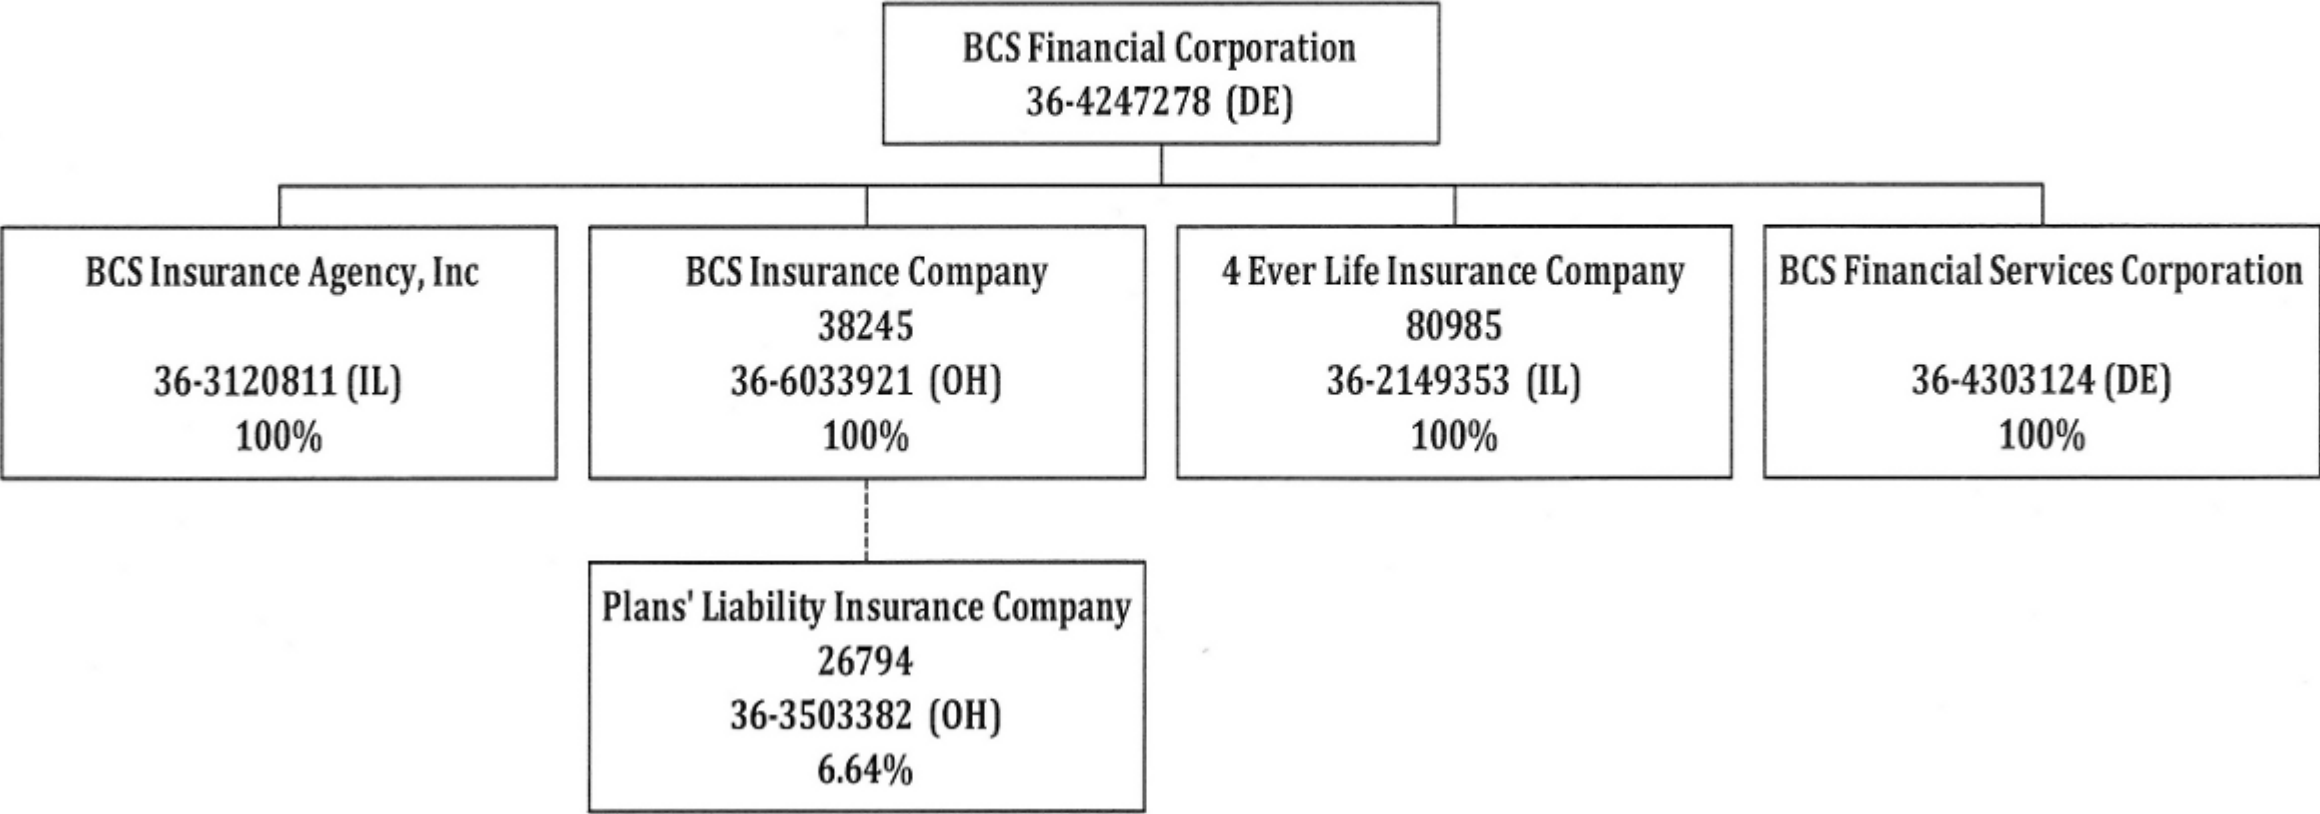 BCS Financial Corporation
36-4247278 (DE)
BCS Insurance Agency, Inc
36-3120811 (IL)
100%
BCS Insurance Company
38245
36-6033921 (OH)
100%
4 Ever Life Insurance Company
80985
36-2149353 (IL)
100%
BCS Financial Services Corporation
36-4303124 (DE)
100%
Plans' Liability Insurance Company
26794
36-3503382 (OH)
6.64%